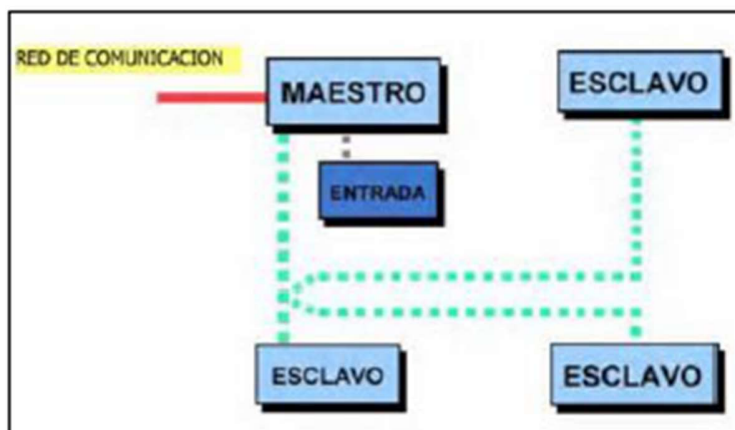 RED DE COMUNICACION
MAESTRO
ESCLAVO
ENTRADA
ESCLAVO
ESCLAVO